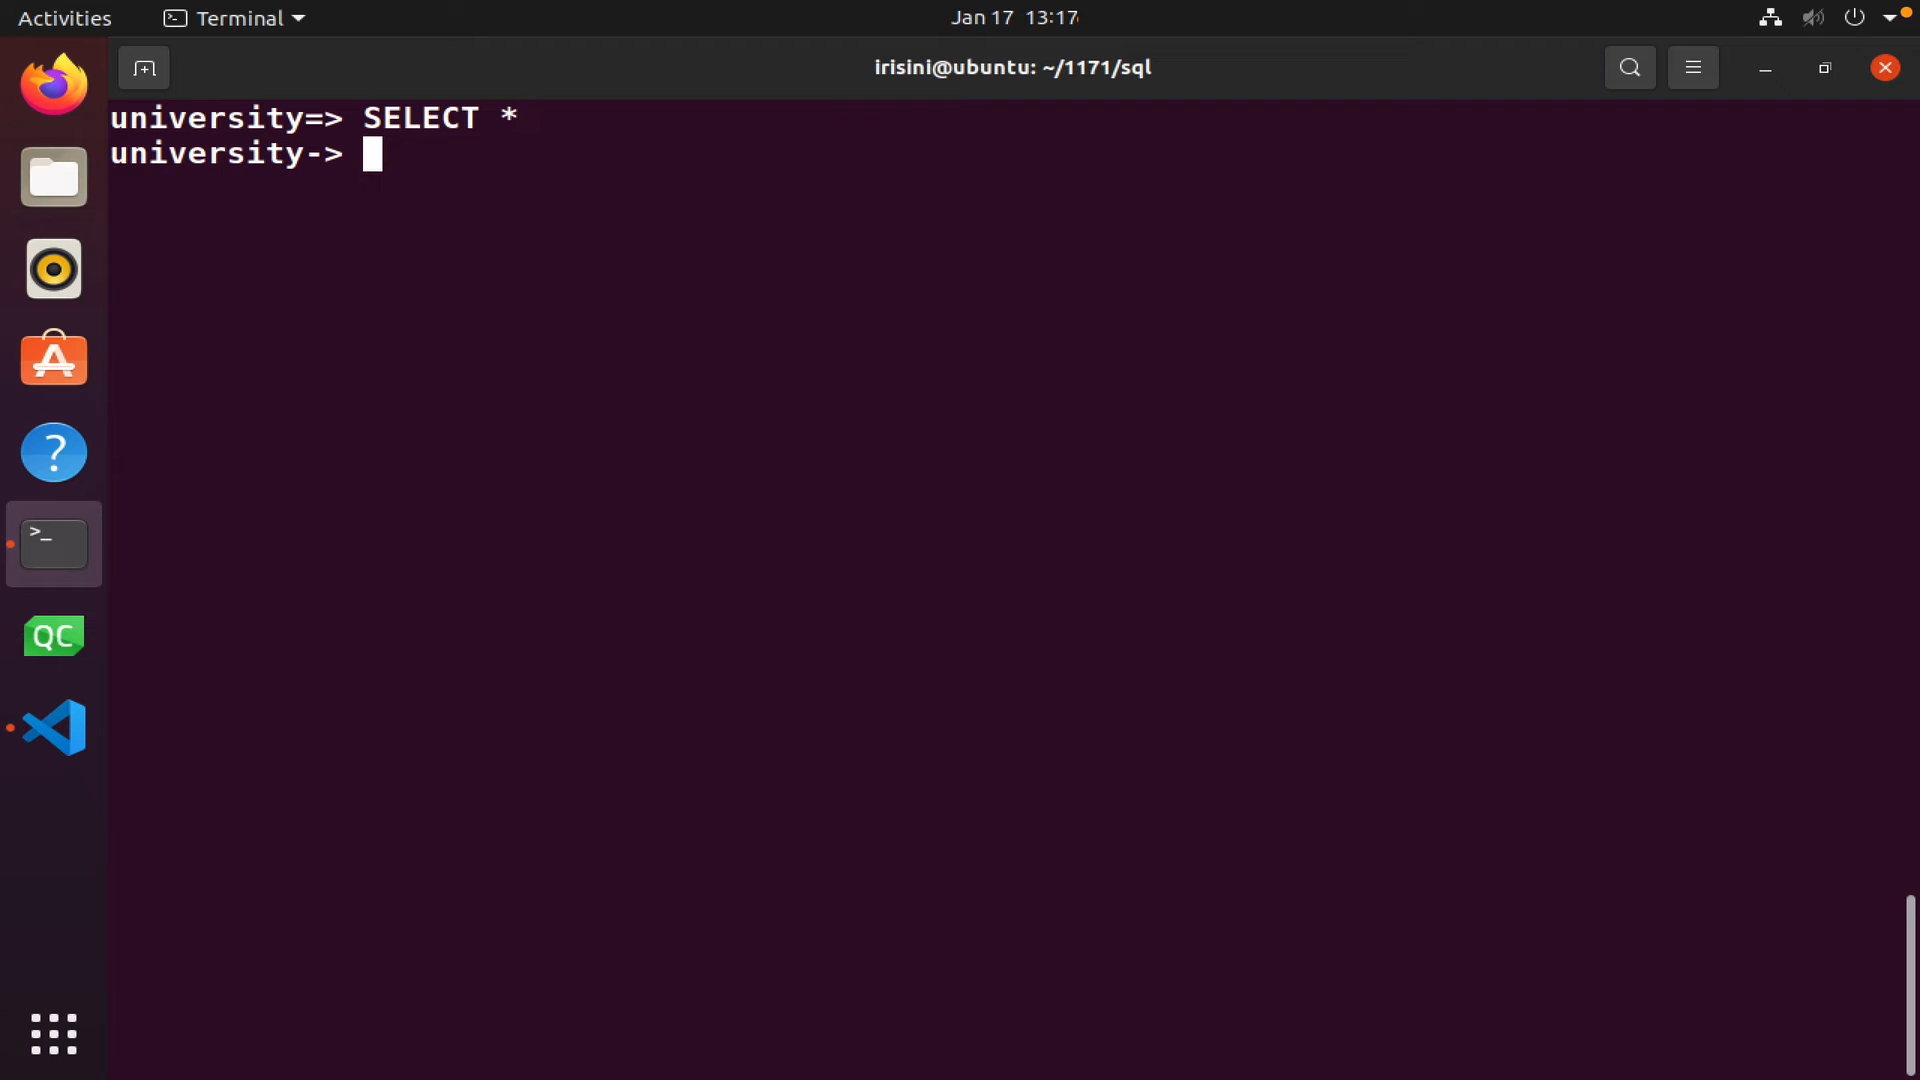 Activities
Terminal
Jan 17 13:17
irisini@ubuntu: ~/1171/sql
university=> SELECT *
university->
?
>_
QC